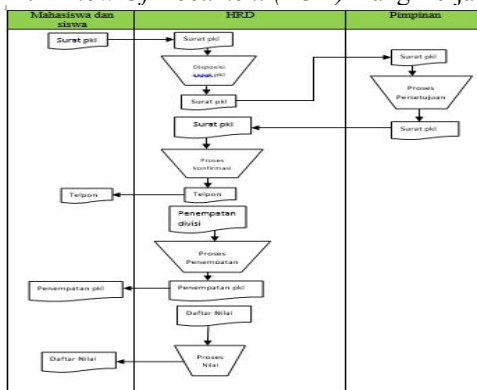 Mahasiswa dan
siswa
HRD
Pimpinan
Surat pkl
Surat pkl
Disposisi
surat pkl
Surat pkl
Surat pkl
Proses
Persetujuan
Surat pkl
Surat pkl
Proses
konfirmasi
Telpon
Telpon
Penempatan
divisi
Proses
Penempatan
Penempatan pkl
Penempatan pkl
Daftar Nilai
Daftar Nilai
Proses
Nilai